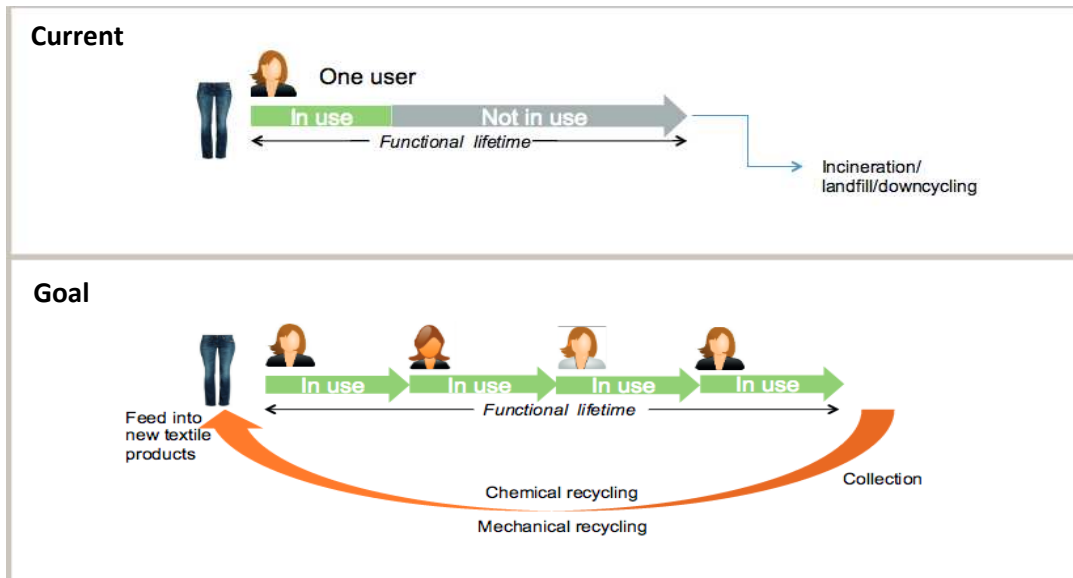 Current
One user
In use
Not in use
Functional lifetime
Incineration/
landfill/downcycling
Goal
In use
In use
In use
In use
Functional lifetime
Feed into
new textile
products
Collection
Chemical recycling
Mechanical recycling